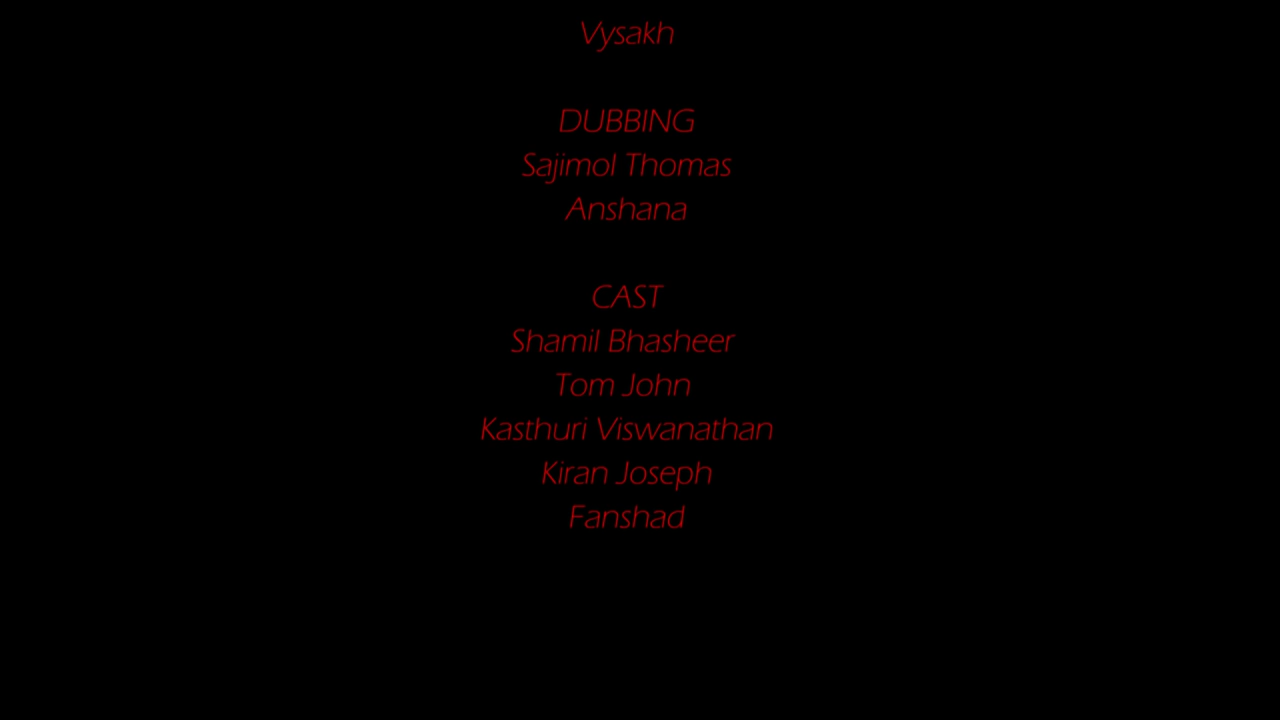 Vysakh
DUBBING
Sajimol Thomas
Anshana
CAST
Shamil Bhasheer
Tom John
Kasthuri Viswanathan
Kiran Joseph
Fanshad